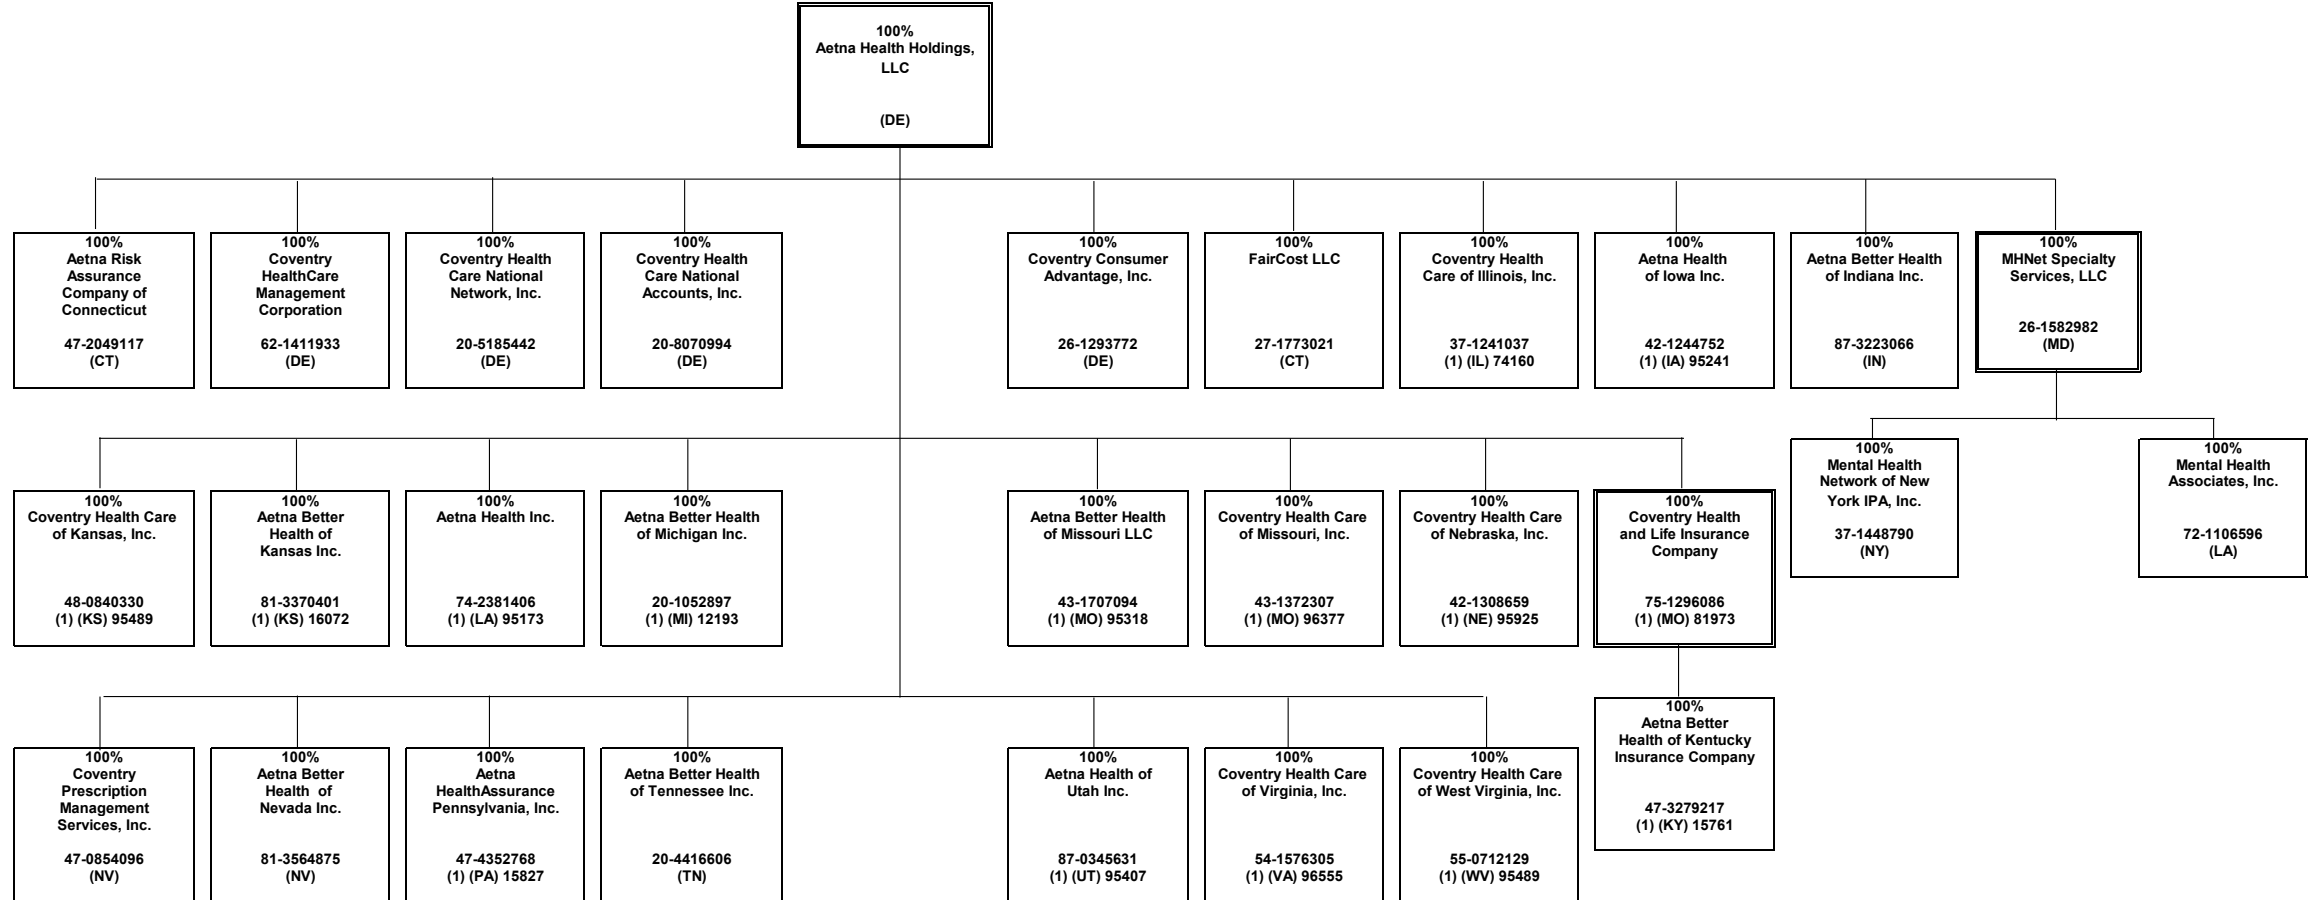 100%
Aetna Health Holdings,
LLC
(DE)
100%
Aetna Risk
Assurance
Company of
Connecticut
47-2049117
(CT)
100%
Coventry
HealthCare
Management
Corporation
62-1411933
(DE)
100%
Coventry Health
Care National
Network, Inc.
20-5185442
(DE)
100%
Coventry Health
Care National
Accounts, Inc.
20-8070994
(DE)
100%
Coventry Consumer
Advantage, Inc.
26-1293772
(DE)
100%
FairCost LLC
27-1773021
(CT)
100%
Coventry Health
Care of Illinois, Inc.
37-1241037
(1) (IL) 74160
100%
Aetna Health
of Iowa Inc.
42-1244752
(1) (IA) 95241
100%
Aetna Better Health
of Indiana Inc.
87-3223066
(IN)
100%
MHNet Specialty
Services, LLC
26-1582982
(MD)
100%
Mental Health
Network of New
York IPA, Inc.
37-1448790
(NY)
100%
Mental Health
Associates, Inc.
72-1106596
(LA)
100%
Coventry Health Care
of Kansas, Inc.
48-0840330
(1) (KS) 95489
100%
Aetna Better
Health of
Kansas Inc.
81-3370401
(1) (KS) 16072
100%
Aetna Health Inc.
74-2381406
(1) (LA) 95173
100%
Aetna Better Health
of Michigan Inc.
20-1052897
(1) (MI) 12193
100%
Aetna Better Health
of Missouri LLC
43-1707094
(1) (MO) 95318
100%
Coventry Health Care
of Missouri, Inc.
43-1372307
(1) (MO) 96377
100%
Coventry Health Care
of Nebraska, Inc.
42-1308659
(1) (NE) 95925
100%
Coventry Health
and Life Insurance
Company
75-1296086
(1) (MO) 81973
100%
Aetna Better
Health of Kentucky
Insurance Company
47-3279217
(1) (KY) 15761
100%
Coventry
Prescription
Management
Services, Inc.
47-0854096
(NV)
100%
Aetna Better
Health of
Nevada Inc.
81-3564875
(NV)
100%
Aetna
HealthAssurance
Pennsylvania, Inc.
47-4352768
(1) (PA) 15827
100%
Aetna Better Health
of Tennessee Inc.
20-4416606
(TN)
100%
Aetna Health of
Utah Inc.
87-0345631
(1) (UT) 95407
100%
Coventry Health Care
of Virginia, Inc.
54-1576305
(1) (VA) 96555
100%
Coventry Health Care
of West Virginia, Inc.
55-0712129
(1) (WV) 95489